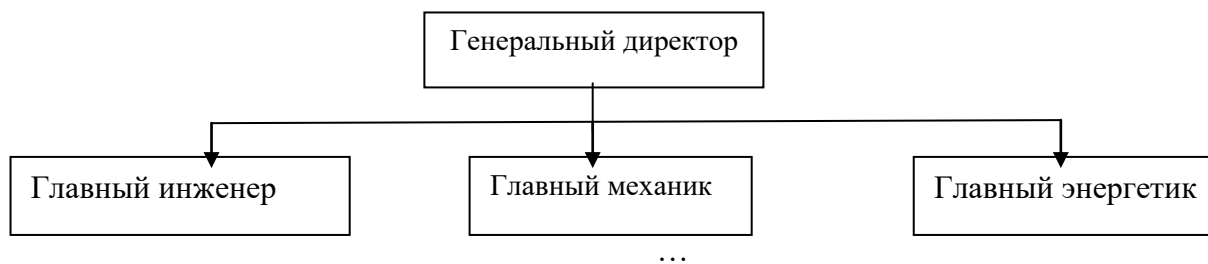 Генеральный директор
Главный инженер
Главный механик
Главный энергетик
…